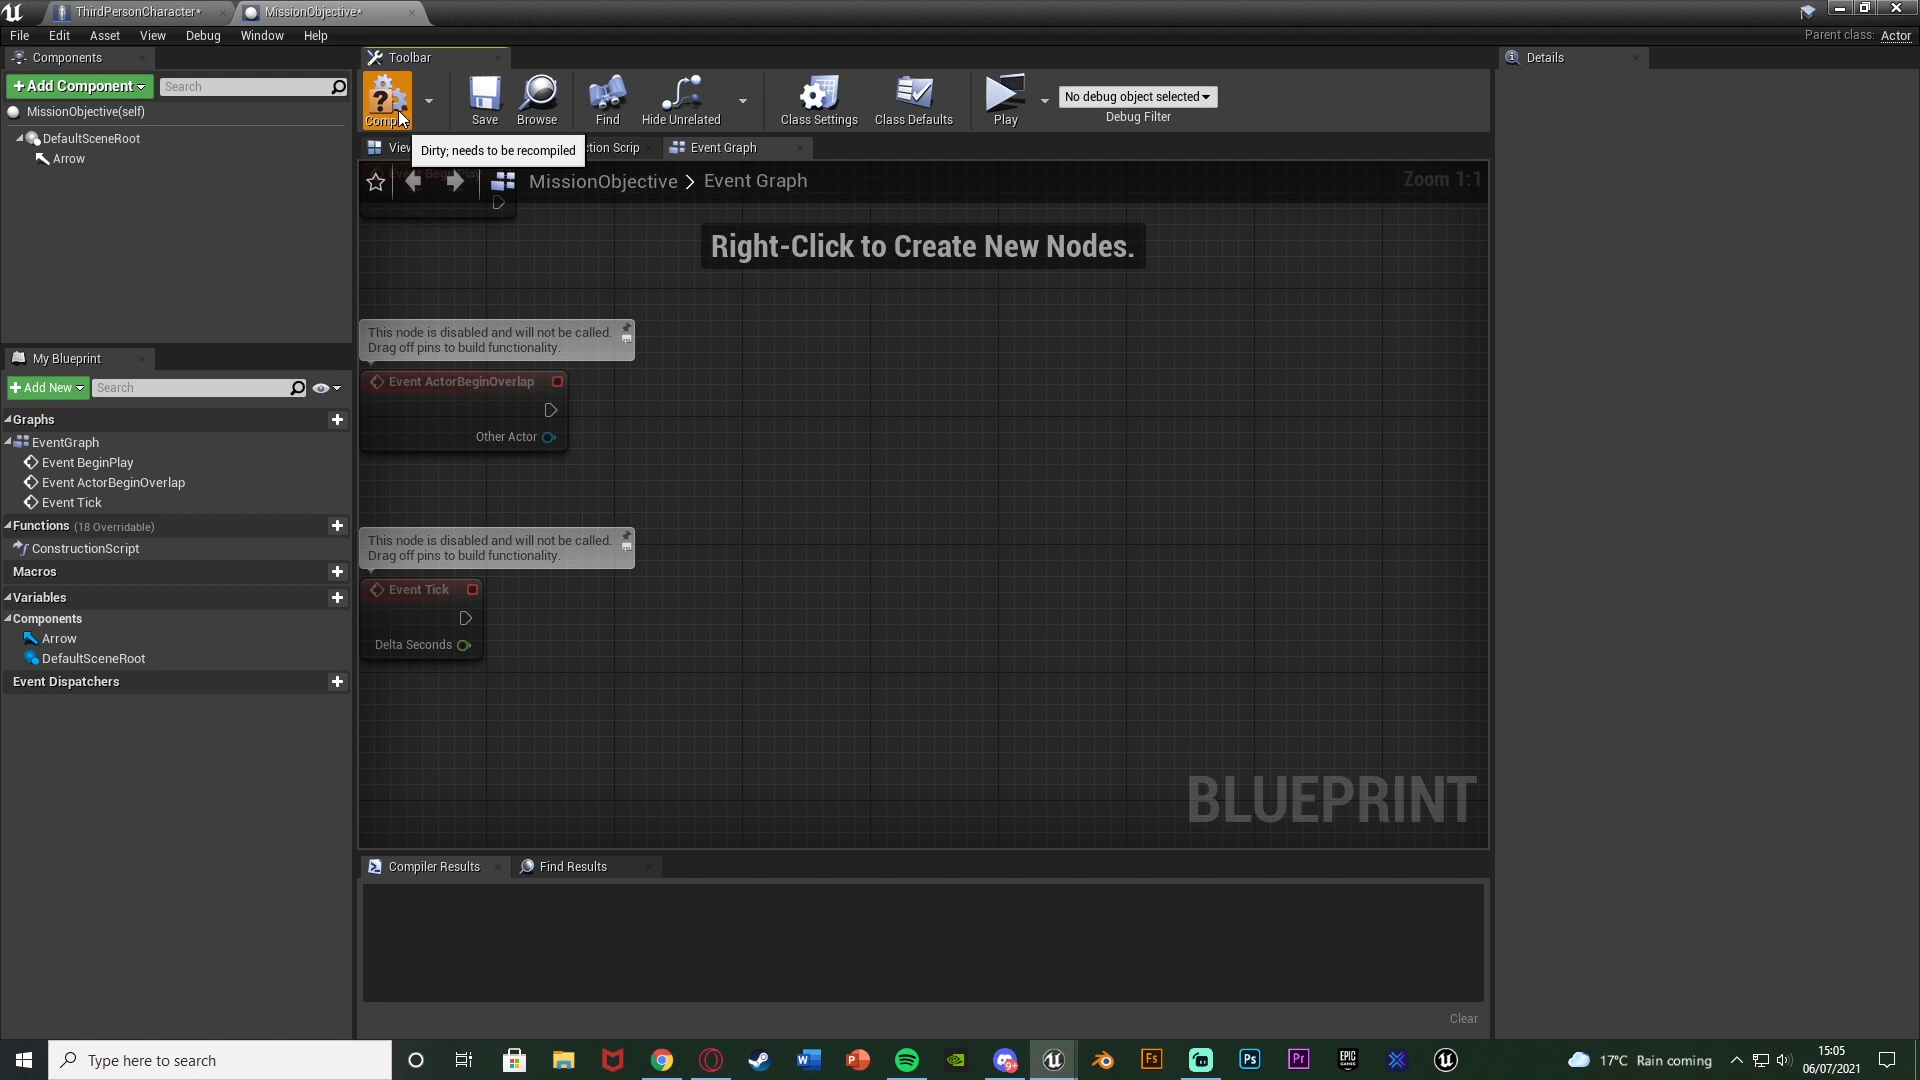 ThirdPersonCharacter*
MissionObjective*
File Edit Asset View Debug Window Help
Parent class: Actor
Components
Toolbar
Details
+Add Component
Search
MissionObjective(self)
DefaultSceneRoot
Arrow
Save
Browse
Find
Hide Unrelated
Class Settings
Class Defaults
Play
No debug object selected
Debug Filter
Dirty; needs to be recompiled
Event Graph
MissionObjective > Event Graph
Zoom 1:1
Right-Click to Create New Nodes.
This node is disabled and will not be called.
Drag off pins to build functionality.
Event ActorBeginOverlap
Other Actor
This node is disabled and will not be called.
Drag off pins to build functionality.
Event Tick
Delta Seconds
BLUEPRINT
My Blueprint
+Add New
Search
Graphs
EventGraph
Event BeginPlay
Event ActorBeginOverlap
Event Tick
Functions (18 Overridable)
ConstructionScript
Macros
Variables
Components
Arrow
DefaultSceneRoot
Event Dispatchers
Compiler Results
Find Results
Clear
Type here to search
17°C Rain coming
15:05
06/07/2021